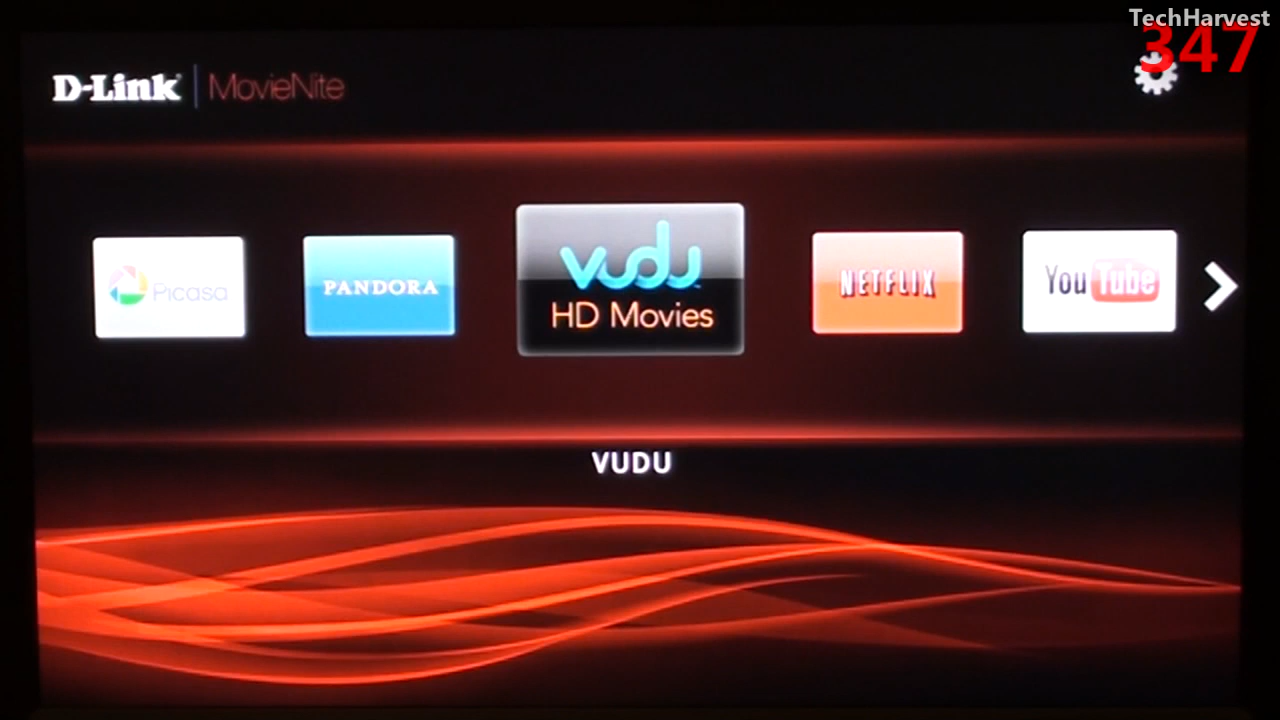 TechHarvest
347
D-Link | MovieNite
Picasa
PANDORA
vudu
HD Movies
NETFLIX
YouTube
VUDU